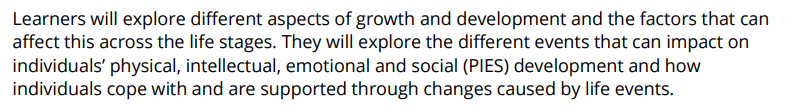 Learners will explore different aspects of growth and development and the factors that can
affect this across the life stages. They will explore the different events that can impact on
individuals’ physical, intellectual, emotional and social (PIES) development and how
individuals cope with and are supported through changes caused by life events.